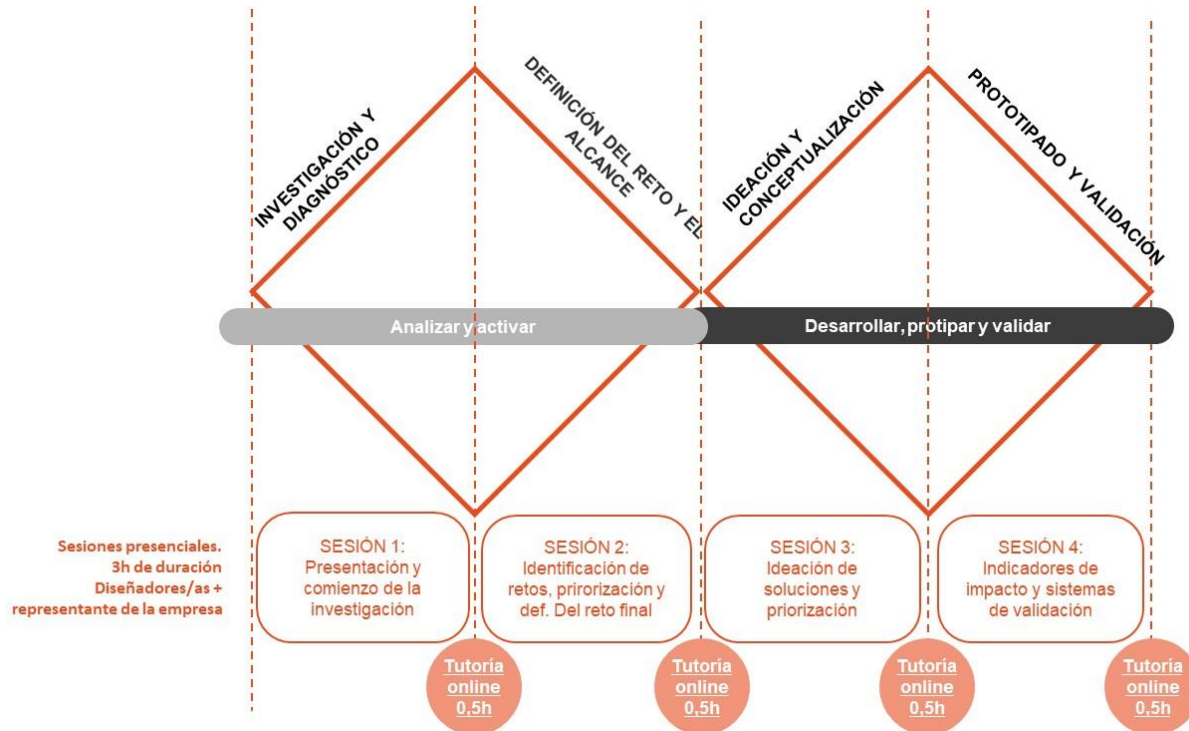 INVESTIGACIÓN Y
DIAGNÓSTICO
DEFINICIÓN DEL RETO Y EL
ALCANCE
IDEACIÓN Y
CONCEPTUALIZACIÓN
PROTOTIPADO Y VALIDACIÓN
Analizar y activar
Desarrollar, protipar y validar
Sesiones presenciales.
3h de duración
Diseñadores/as +
representante de la empresa
SESIÓN 1:
Presentación y
comienzo de la
investigación
SESIÓN 2:
Identificación de
retos, prirorización y
def. Del reto final
SESIÓN 3:
Ideación de
soluciones y
priorización
SESIÓN 4:
Indicadores de
impacto y sistemas
de validación
Tutoría
online
0,5h
Tutoría
online
0,5h
Tutoría
online
0,5h
Tutoría
online
0,5h